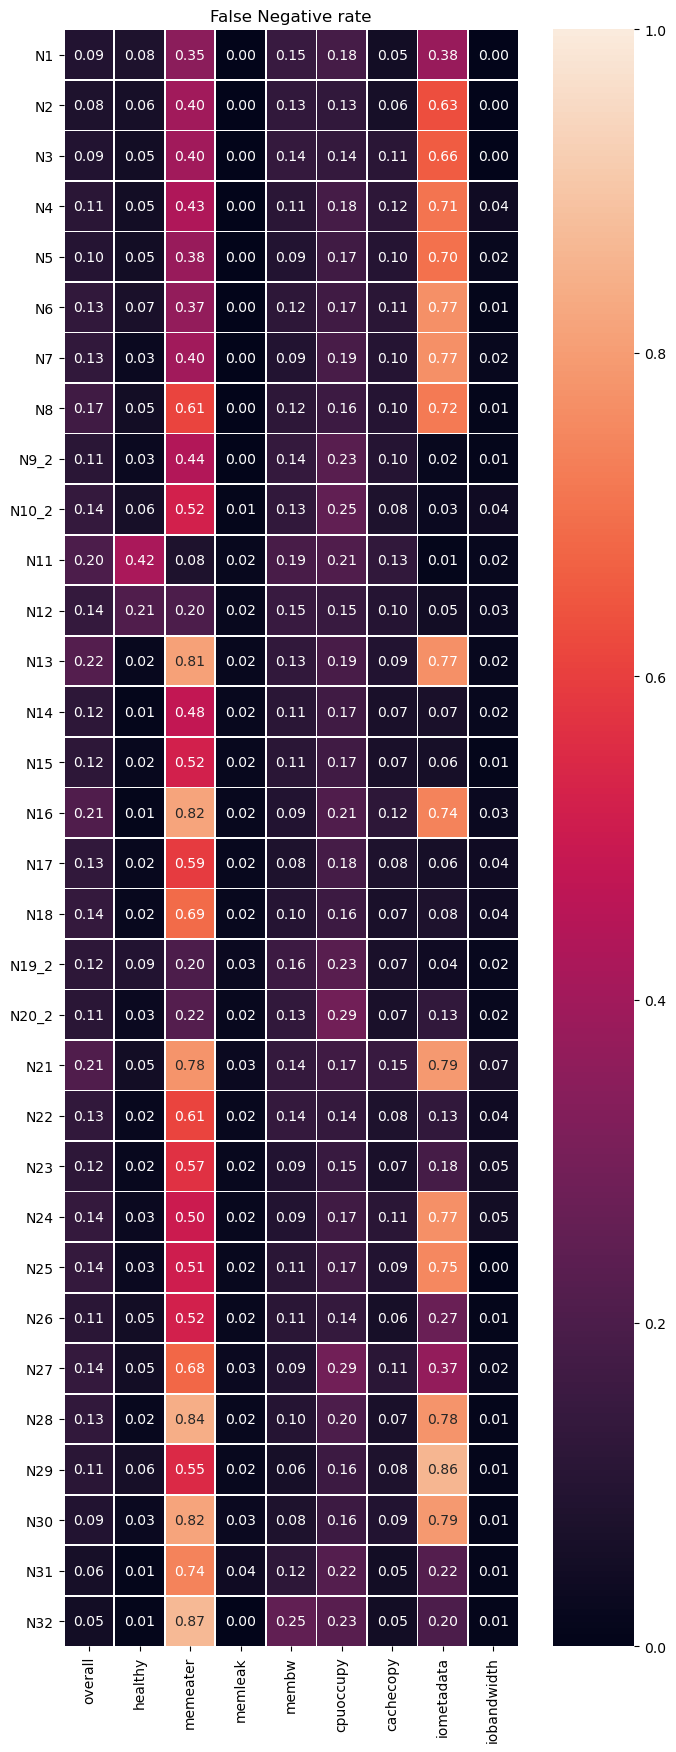 False Negative rate
N1 0.09 0.08 0.35 0.00 0.15 0.18 0.05 0.38 0.00
N2 0.08 0.06 0.40 0.00 0.13 0.13 0.06 0.63 0.00
N3 0.09 0.05 0.40 0.00 0.14 0.14 0.11 0.66 0.00
N4 0.11 0.05 0.43 0.00 0.11 0.18 0.12 0.71 0.04
N5 0.10 0.05 0.38 0.00 0.09 0.17 0.10 0.70 0.02
N6 0.13 0.07 0.37 0.00 0.12 0.17 0.11 0.77 0.01
N7 0.13 0.03 0.40 0.00 0.09 0.19 0.10 0.77 0.02
N8 0.17 0.05 0.61 0.00 0.12 0.16 0.10 0.72 0.01
N9_2 0.11 0.03 0.44 0.00 0.14 0.23 0.10 0.02 0.01
N10_2 0.14 0.06 0.52 0.01 0.13 0.25 0.08 0.03 0.04
N11 0.20 0.42 0.08 0.02 0.19 0.21 0.13 0.01 0.02
N12 0.14 0.21 0.20 0.02 0.15 0.15 0.10 0.05 0.03
N13 0.22 0.02 0.81 0.02 0.13 0.19 0.09 0.77 0.02
N14 0.12 0.01 0.48 0.02 0.11 0.17 0.07 0.07 0.02
N15 0.12 0.02 0.52 0.02 0.11 0.17 0.07 0.06 0.01
N16 0.21 0.01 0.82 0.02 0.09 0.21 0.12 0.74 0.03
N17 0.13 0.02 0.59 0.02 0.08 0.18 0.08 0.06 0.04
N18 0.14 0.02 0.69 0.02 0.10 0.16 0.07 0.08 0.04
N19_2 0.12 0.09 0.20 0.03 0.16 0.23 0.07 0.04 0.02
N20_2 0.11 0.03 0.22 0.02 0.13 0.29 0.07 0.13 0.02
N21 0.21 0.05 0.78 0.03 0.14 0.17 0.15 0.79 0.07
N22 0.13 0.02 0.61 0.02 0.14 0.14 0.08 0.13 0.04
N23 0.12 0.02 0.57 0.02 0.09 0.15 0.07 0.18 0.05
N24 0.14 0.03 0.50 0.02 0.09 0.17 0.11 0.77 0.05
N25 0.14 0.03 0.51 0.02 0.11 0.17 0.09 0.75 0.00
N26 0.11 0.05 0.52 0.02 0.11 0.14 0.06 0.27 0.01
N27 0.14 0.05 0.68 0.03 0.09 0.29 0.11 0.37 0.02
N28 0.13 0.02 0.84 0.02 0.10 0.20 0.07 0.78 0.01
N29 0.11 0.06 0.55 0.02 0.06 0.16 0.08 0.86 0.01
N30 0.09 0.03 0.82 0.03 0.08 0.16 0.09 0.79 0.01
N31 0.06 0.01 0.74 0.04 0.12 0.22 0.05 0.22 0.01
N32 0.05 0.01 0.87 0.00 0.25 0.23 0.05 0.20 0.01
overall
healthy
memeater
memleak
membw
cpuoccupy
cachecopy
iometadata
iobandwidth
1.0
0.8
0.6
0.4
0.2
0.0